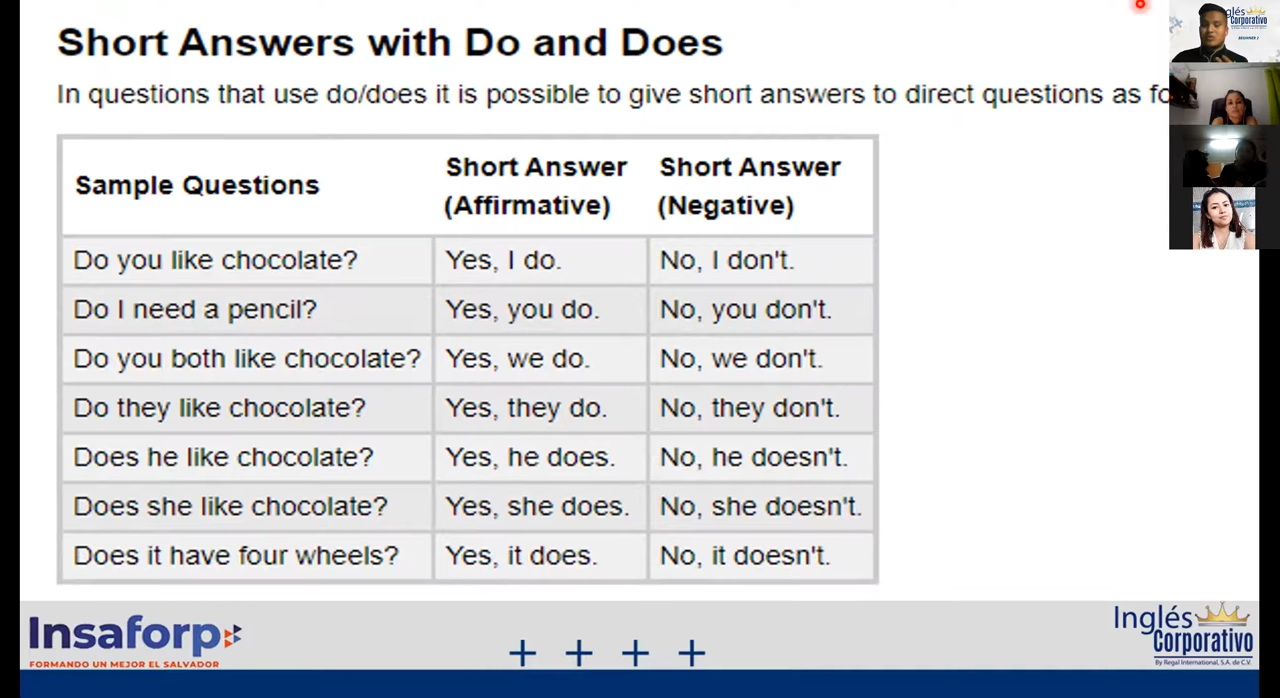 Short Answers with Do and Does
In questions that use do/does it is possible to give short answers to direct questions as
Sample Questions
Short Answer (Affirmative)
Short Answer (Negative)
Do you like chocolate? Yes, I do. No, I don't.
Do I need a pencil? Yes, you do. No, you don't.
Do you both like chocolate? Yes, we do. No, we don't.
Do they like chocolate? Yes, they do. No, they don't.
Does he like chocolate? Yes, he does. No, he doesn't.
Does she like chocolate? Yes, she does. No, she doesn't.
Does it have four wheels? Yes, it does. No, it doesn't.
Insaforp
FORMANDO UN MEJOR EL SALVADOR
Inglés
Corporativo
By Regal International, S.A. de C.V.
Inglés
Corporativo
BEGINNER 1